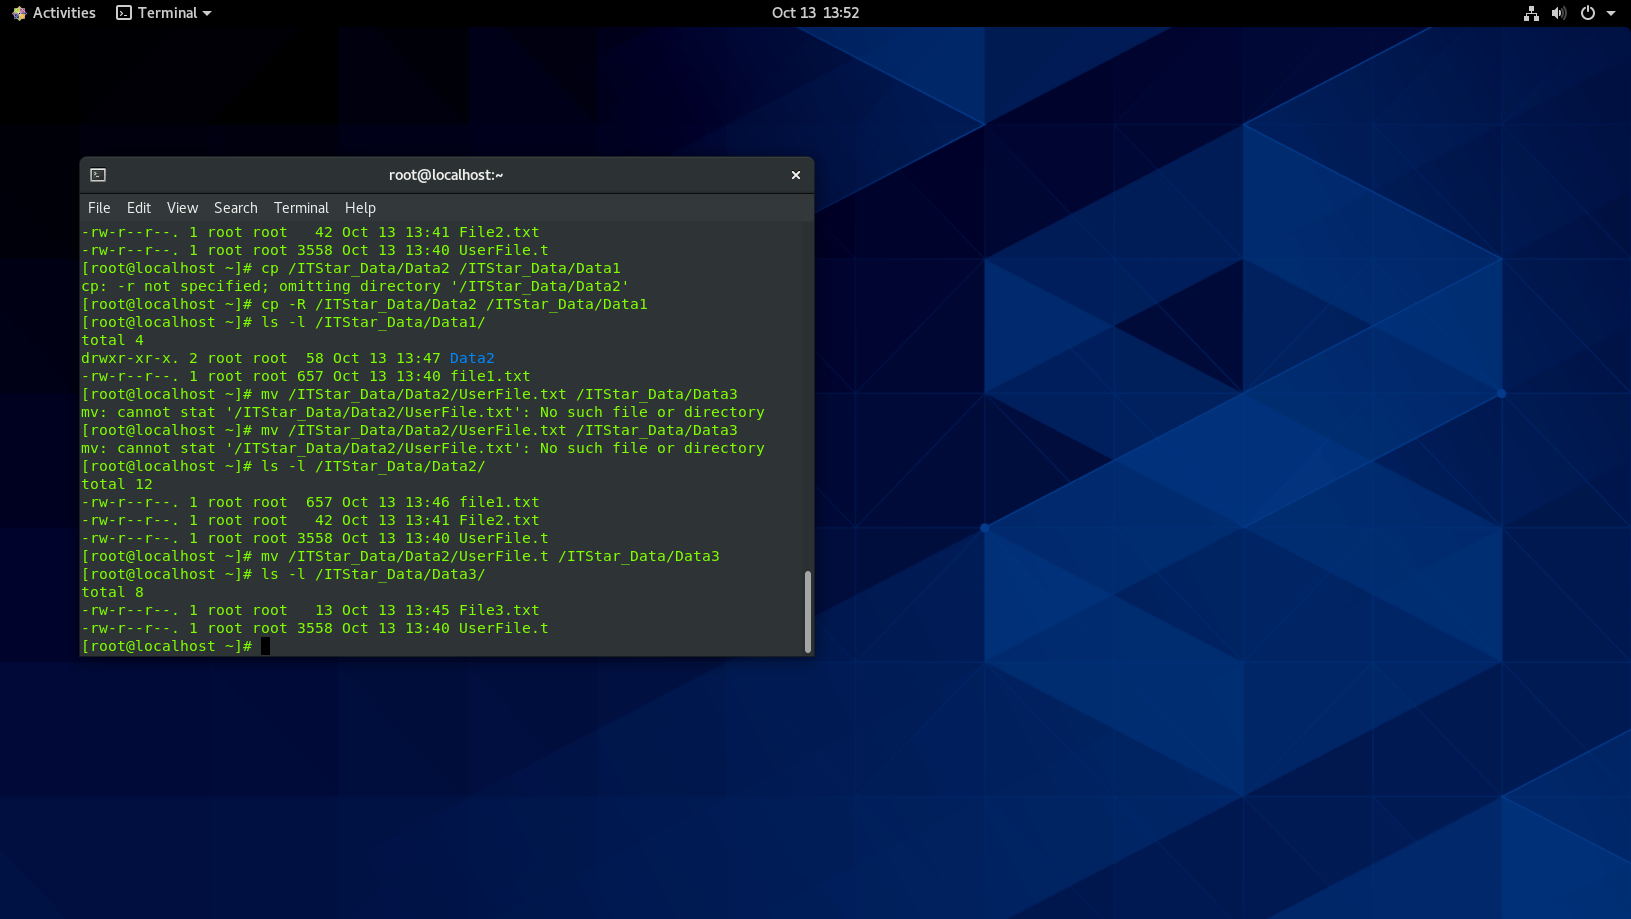 Activities Terminal Oct 13 13:52
root@localhost:~
File Edit View Search Terminal Help
-rw-r--r--. 1 root root   42 Oct 13 13:41 File2.txt
-rw-r--r--. 1 root root 3558 Oct 13 13:40 UserFile.t
[root@localhost ~]# cp /ITStar_Data/Data2 /ITStar_Data/Data1
cp: -r not specified; omitting directory '/ITStar_Data/Data2'
[root@localhost ~]# cp -R /ITStar_Data/Data2 /ITStar_Data/Data1
[root@localhost ~]# ls -l /ITStar_Data/Data1/
total 4
drwxr-xr-x. 2 root root  58 Oct 13 13:47 Data2
-rw-r--r--. 1 root root 657 Oct 13 13:40 file1.txt
[root@localhost ~]# mv /ITStar_Data/Data2/UserFile.txt /ITStar_Data/Data3
mv: cannot stat '/ITStar_Data/Data2/UserFile.txt': No such file or directory
[root@localhost ~]# mv /ITStar_Data/Data2/UserFile.txt /ITStar_Data/Data3
mv: cannot stat '/ITStar_Data/Data2/UserFile.txt': No such file or directory
[root@localhost ~]# ls -l /ITStar_Data/Data2/
total 12
-rw-r--r--. 1 root root  657 Oct 13 13:46 file1.txt
-rw-r--r--. 1 root root   42 Oct 13 13:41 File2.txt
-rw-r--r--. 1 root root 3558 Oct 13 13:40 UserFile.t
[root@localhost ~]# mv /ITStar_Data/Data2/UserFile.t /ITStar_Data/Data3
[root@localhost ~]# ls -l /ITStar_Data/Data3/
total 8
-rw-r--r--. 1 root root   13 Oct 13 13:45 File3.txt
-rw-r--r--. 1 root root 3558 Oct 13 13:40 UserFile.t
[root@localhost ~]#